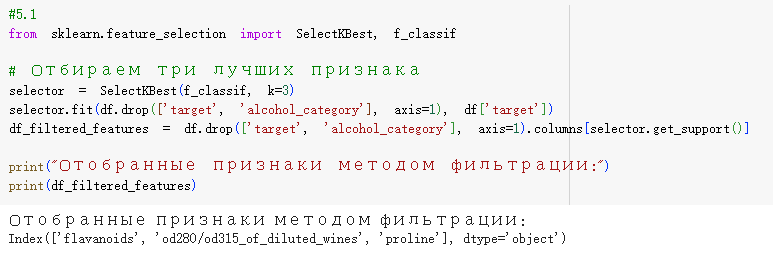 #5.1
from sklearn.feature_selection import SelectKBest, f_classif
# Отбираем три лучших признака
selector = SelectKBest(f_classif, k=3)
selector.fit(df.drop(['target', 'alcohol_category'], axis=1), df['target'])
df_filtered_features = df.drop(['target', 'alcohol_category'], axis=1).columns[selector.get_support()]
print("Отобранные признаки методом фильтрации:")
print(df_filtered_features)
Отобранные признаки методом фильтрации:
Index(['flavanoids', 'od280/od315_of_diluted_wines', 'proline'], dtype='object')